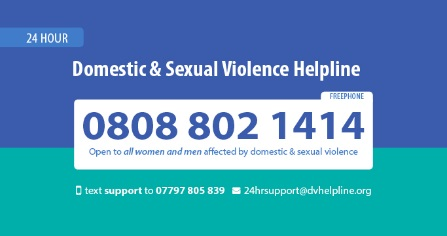 24 HOUR
Domestic & Sexual Violence Helpline
FREEPHONE
0808 802 1414
Open to all women and men affected by domestic & sexual violence
text support to 07797 805 839 24hrsupport@dvhelpline.org